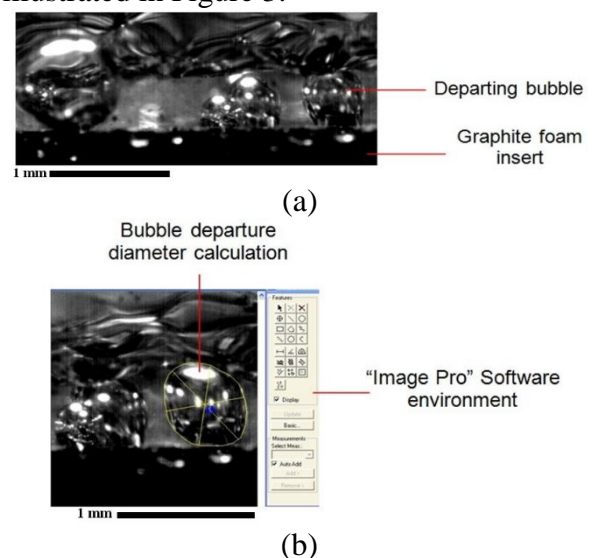 illustrated in Figure 3.
Departing bubble
Graphite foam
insert
1 mm
(a)
Bubble departure
diameter calculation
Features
Display
Update
Basic...
Measurements
Select Meas.:
Auto Add
Add >
Remove >
"Image Pro" Software
environment
1 mm
(b)